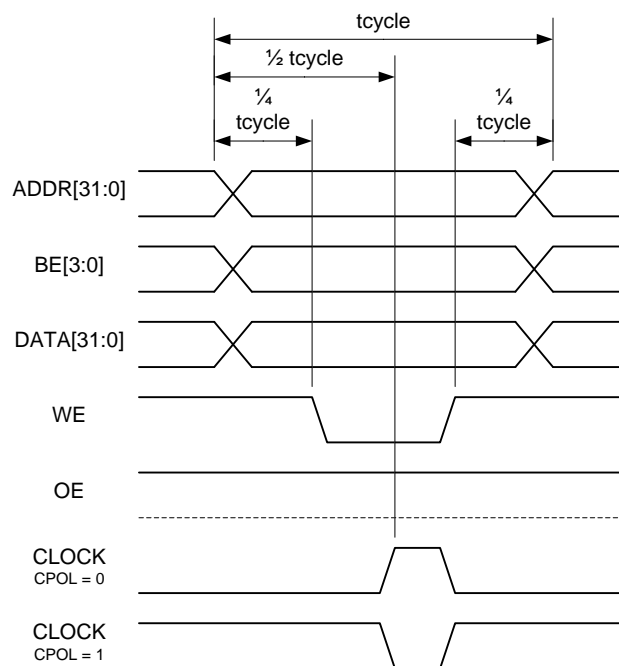 tcycle
½ tcycle
¼
tcycle
¼
tcycle
ADDR[31:0]
BE[3:0]
DATA[31:0]
WE
OE
CLOCK
CPOL = 0
CLOCK
CPOL = 1